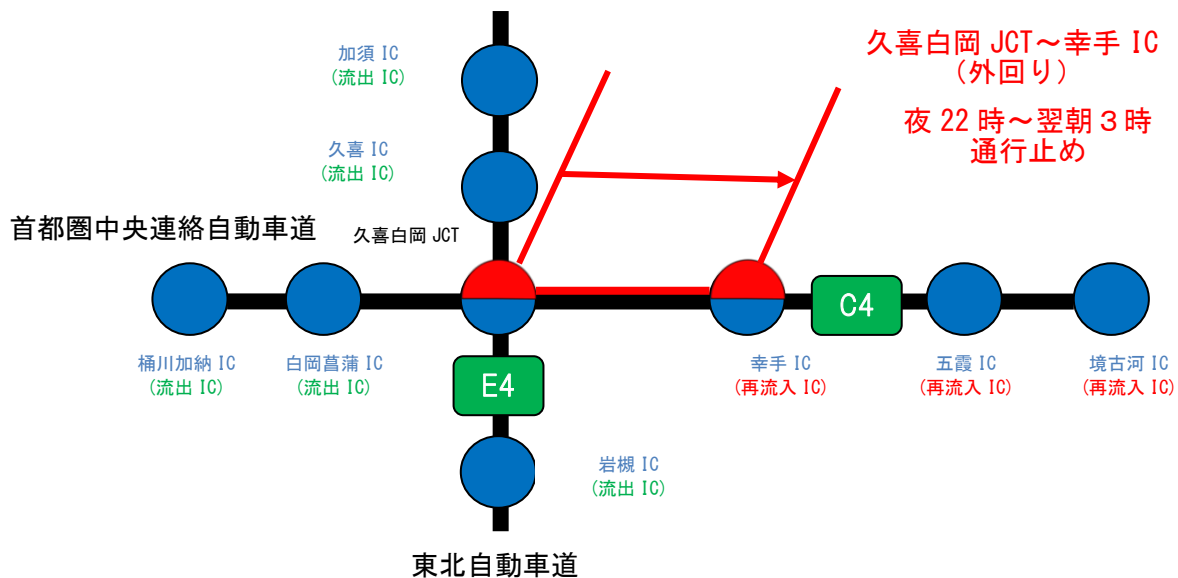 加須 IC
(流出 IC)
久喜白岡 JCT～幸手 IC
(外回り)
夜 22 時～翌朝３時
通行止め
久喜 IC
(流出 IC)
首都圏中央連絡自動車道
久喜白岡 JCT
C4
桶川加納 IC
(流出 IC)
白岡菖蒲 IC
(流出 IC)
E4
幸手 IC
(再流入 IC)
五霞 IC
(再流入 IC)
境古河 IC
(再流入 IC)
岩槻 IC
(流出 IC)
東北自動車道